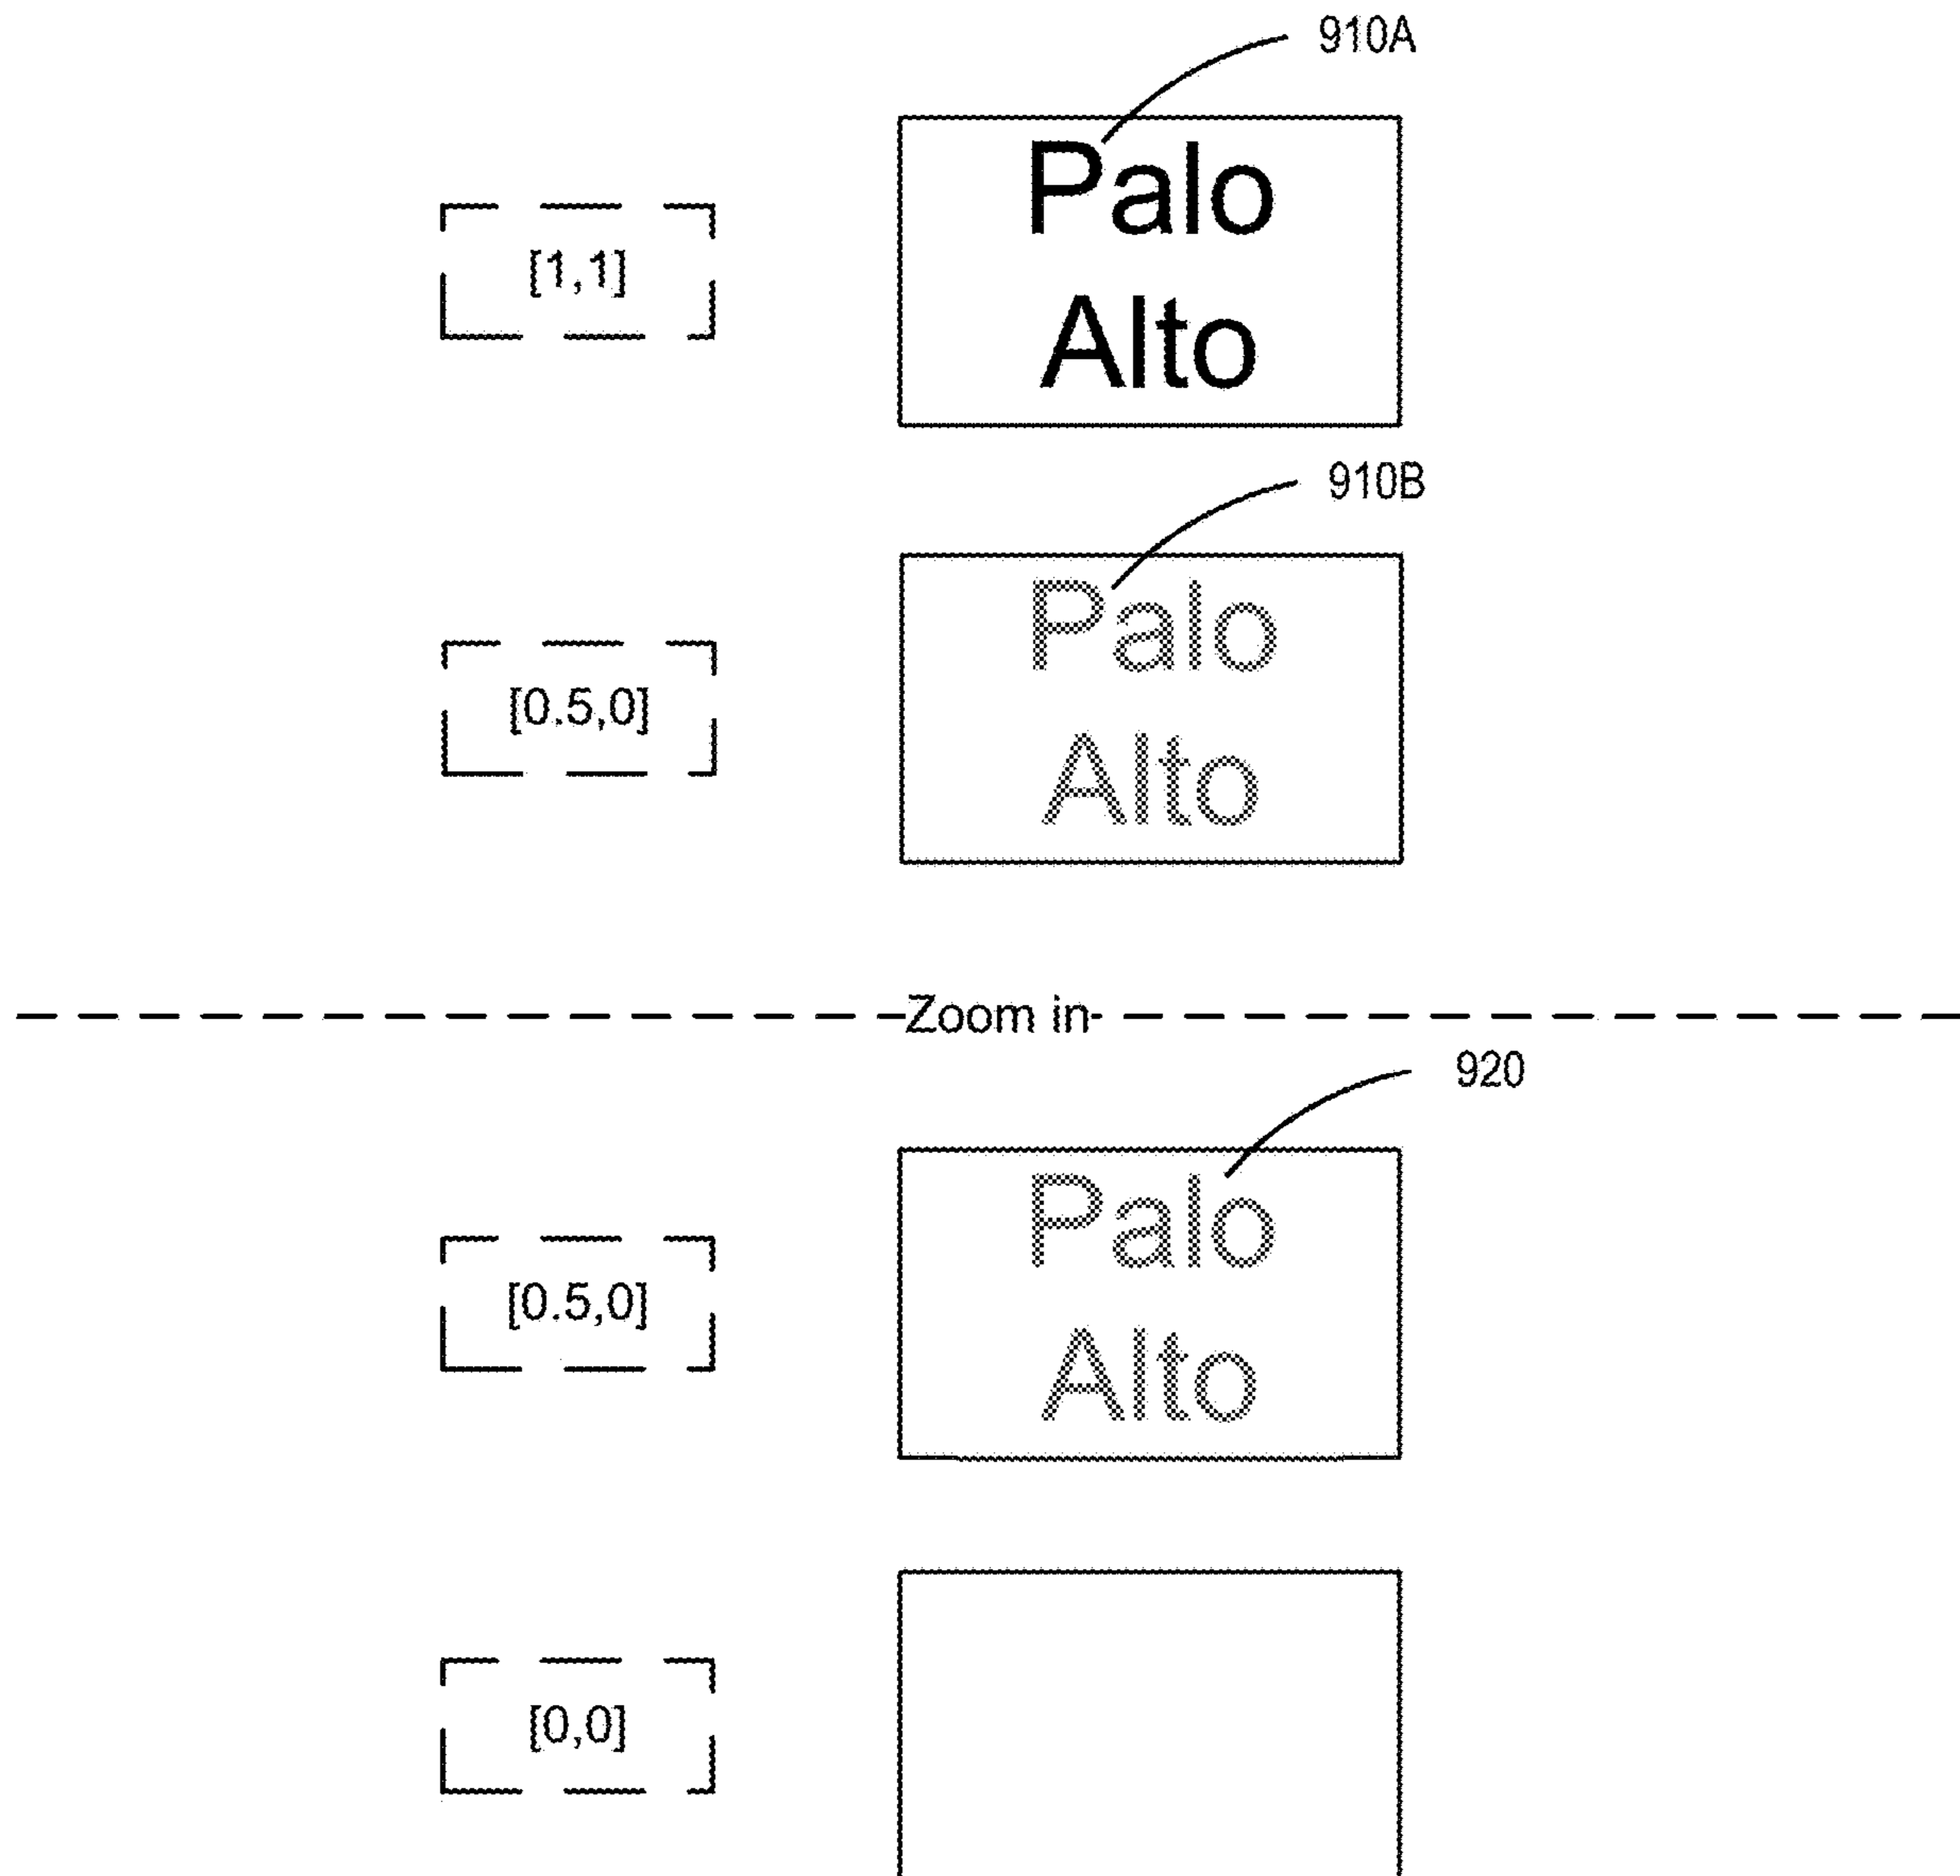 910A
Palo
[1,1]
Alto
910B
Palo
[0.5,0]
Alto
Zoom in
920
Palo
[0.5,0]
Alto
[0,0]